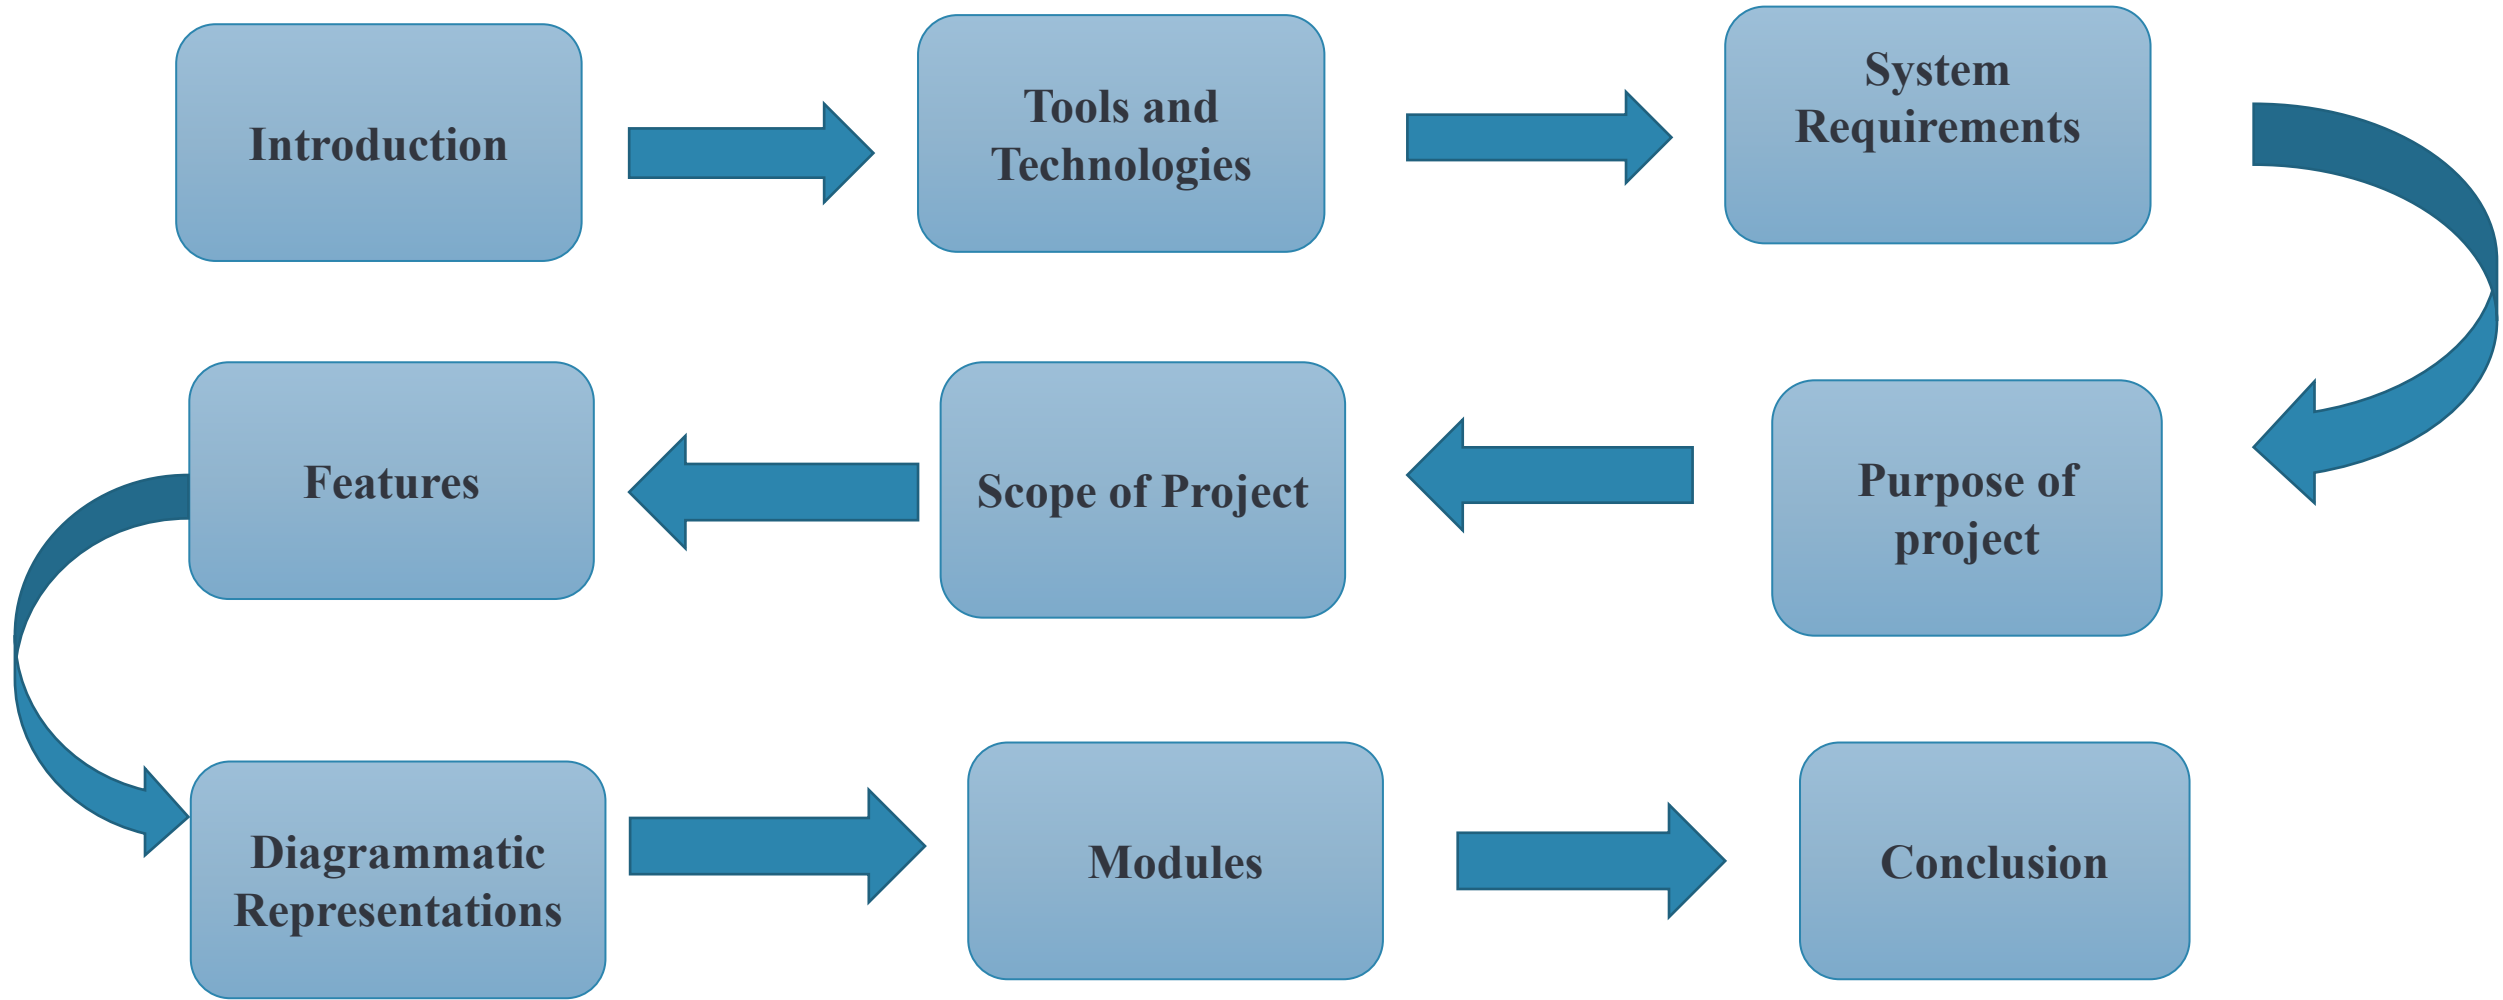 Introduction
Tools and
Technologies
System
Requirements
Purpose of
project
Scope of Project
Features
Diagrammatic
Representations
Modules
Conclusion